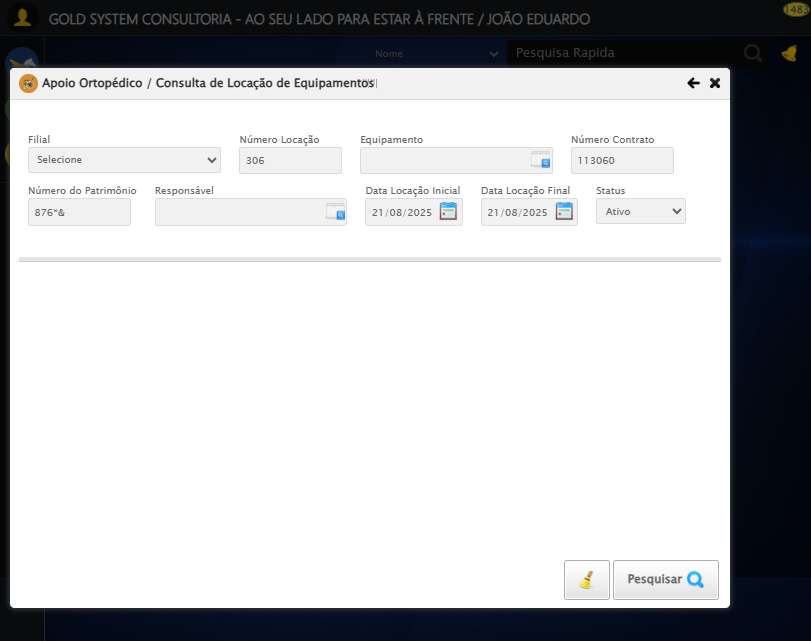 GOLD SYSTEM CONSULTORIA - AO SEU LADO PARA ESTAR À FRENTE / JOÃO EDUARDO
1483
Nome
Pesquisa Rapida
Apoio Ortopédico / Consulta de Locação de Equipamentos
Filial
Número Locação
Equipamento
Número Contrato
Selecione
306
113060
Número do Patrimônio
Responsável
Data Locação Inicial
Data Locação Final
Status
876"&
21/08/2025
21/08/2025
Ativo
Pesquisar